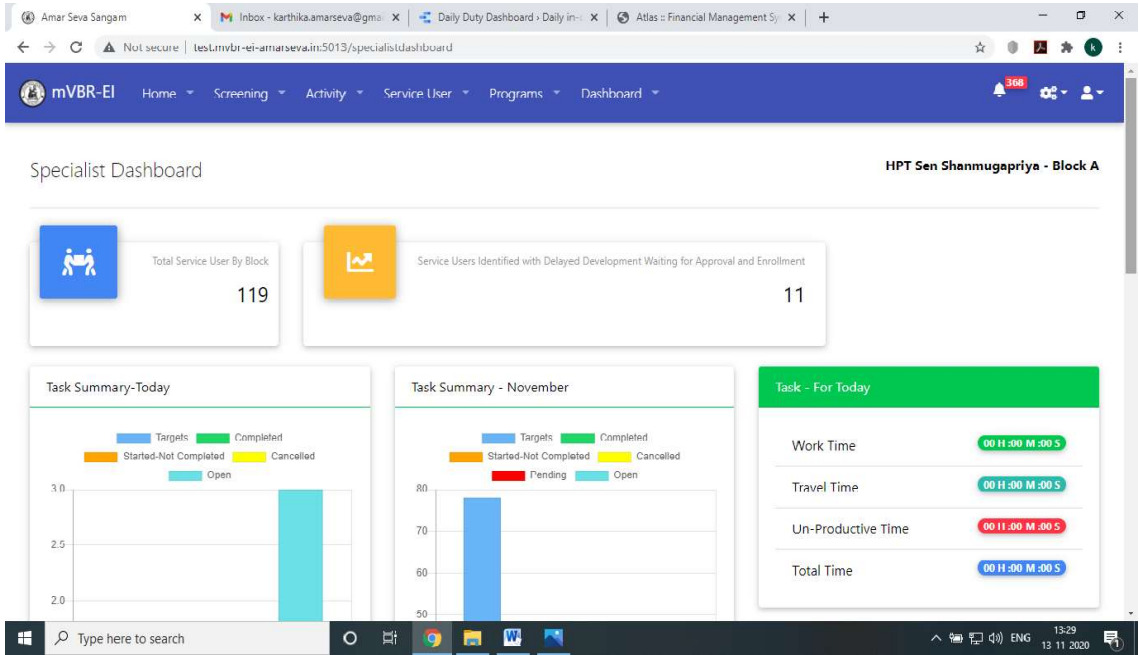 Amar Seva Sangam
Inbox - karthika.amarseva@gmai
Daily Duty Dashboard › Daily in-
Atlas :: Financial Management Sy
Not secure | test.mvbr-ei-amarseva.in:5013/specialistdashboard
k
mVBR-EI Home Screening Activity Service User Programs Dashboard
368
Specialist Dashboard
HPT Sen Shanmugapriya - Block A
Total Service User By Block
119
Service Users Identified with Delayed Development Waiting for Approval and Enrollment
11
Task Summary-Today
Targets Completed
Started-Not Completed Cancelled
Open
3.0
2.5
2.0
Task Summary - November
Targets Completed
Started-Not Completed Cancelled
Pending Open
80
70
60
50
Task - For Today
Work Time 00 H :00 M :00 S
Travel Time 00 H :00 M :00 S
Un-Productive Time 00 H :00 M :00 S
Total Time 00 H :00 M :00 S
Type here to search
W
ENG
13:29
13 11 2020
1